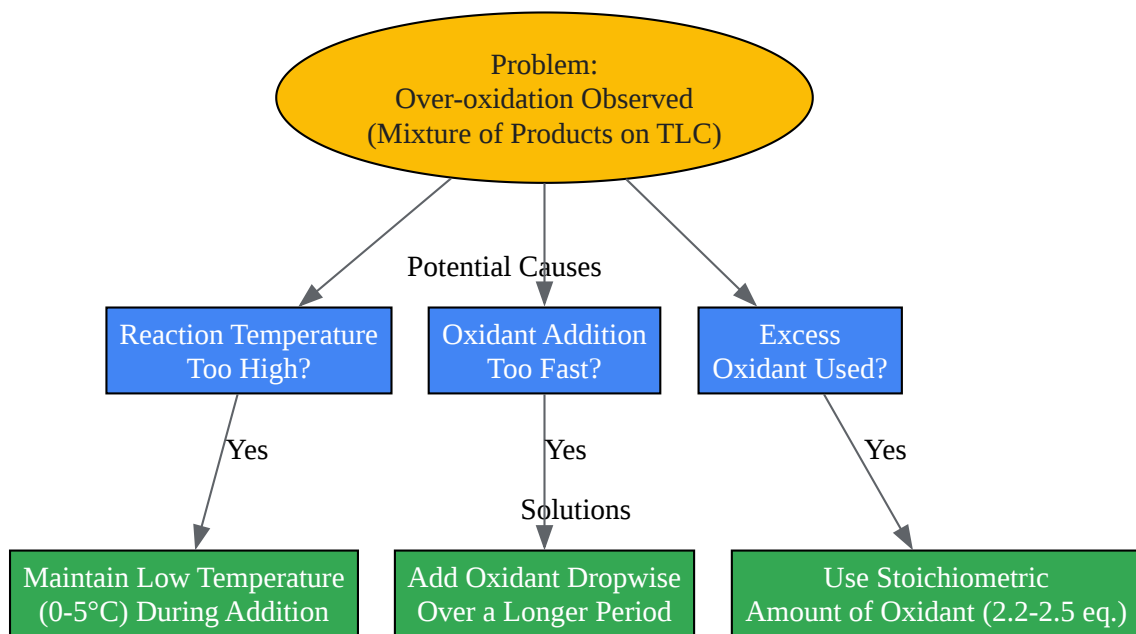 Problem:
Over-oxidation Observed
(Mixture of Products on TLC)
Potential Causes
Reaction Temperature
Too High?
Oxidant Addition
Too Fast?
Excess
Oxidant Used?
Yes
Yes
Yes
Solutions
Maintain Low Temperature
(0-5°C) During Addition
Add Oxidant Dropwise
Over a Longer Period
Use Stoichiometric
Amount of Oxidant (2.2-2.5 eq.)